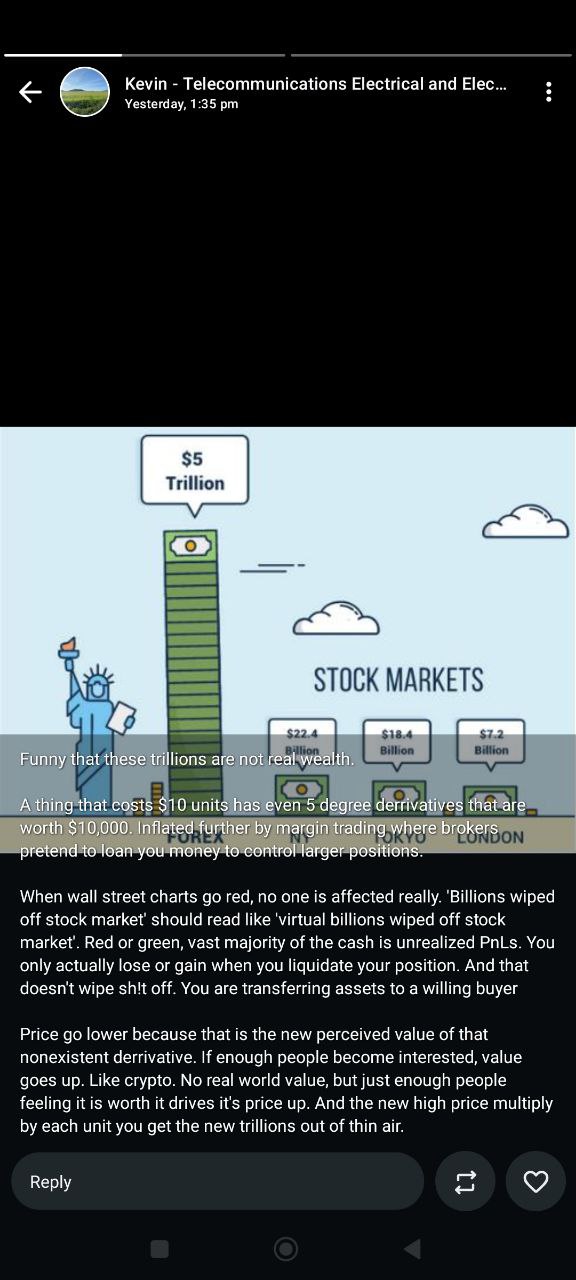 Kevin - Telecommunications Electrical and Elec...
Yesterday, 1:35 pm
$5
Trillion
STOCK MARKETS
$22.4
Billion
$18.4
Billion
$7.2
Billion
FOREX
NY
TOKYO
LONDON
Funny that these trillions are not real wealth.
A thing that costs $10 units has even 5 degree derrivatives that are
worth $10,000. Inflated further by margin trading where brokers
pretend to loan you money to control larger positions.
When wall street charts go red, no one is affected really. 'Billions wiped
off stock market' should read like 'virtual billions wiped off stock
market'. Red or green, vast majority of the cash is unrealized PnLs. You
only actually lose or gain when you liquidate your position. And that
doesn't wipe sh!t off. You are transferring assets to a willing buyer
Price go lower because that is the new perceived value of that
nonexistent derrivative. If enough people become interested, value
goes up. Like crypto. No real world value, but just enough people
feeling it is worth it drives it's price up. And the new high price multiply
by each unit you get the new trillions out of thin air.
Reply